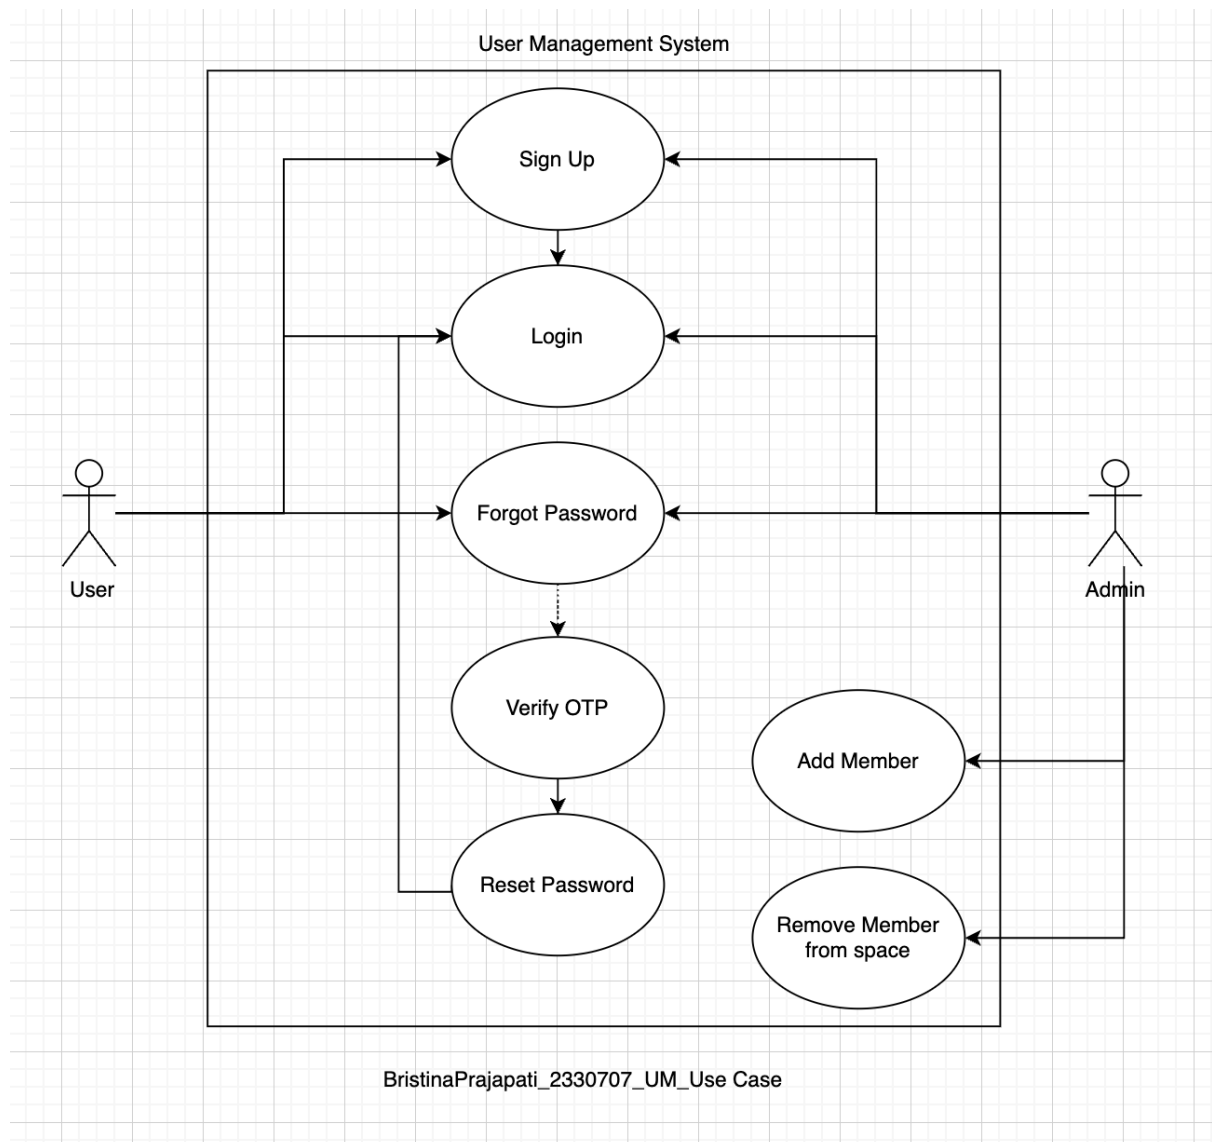 User Management System
Sign Up
Login
Forgot Password
User
Admin
Verify OTP
Add Member
Reset Password
Remove Member
from space
BristinaPrajapati_2330707_UM_Use Case